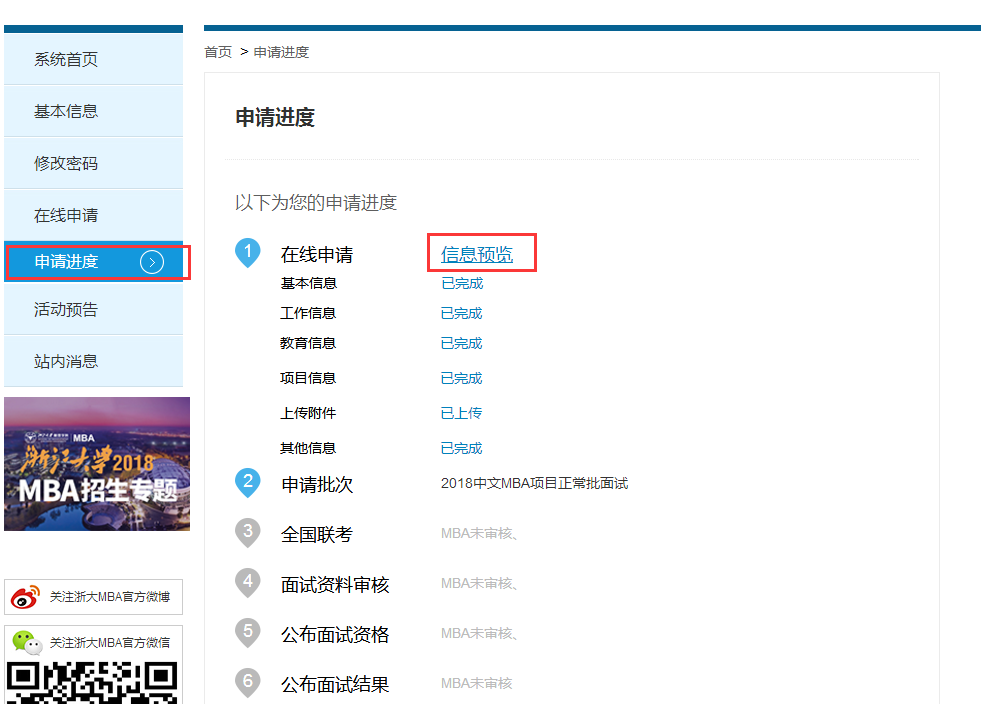 首页 > 申请进度
系统首页
基本信息
修改密码
在线申请
申请进度
活动预告
站内消息
MBA
浙江大学2018
MBA招生专题
关注浙大MBA官方微博
关注浙大MBA官方微信
申请进度
以下为您的申请进度
1 在线申请 信息预览
基本信息 已完成
工作信息 已完成
教育信息 已完成
项目信息 已完成
上传附件 已上传
其他信息 已完成
2 申请批次 2018中文MBA项目正常批面试
3 全国联考 MBA未审核、
4 面试资料审核 MBA未审核、
5 公布面试资格 MBA未审核、
6 公布面试结果 MBA未审核